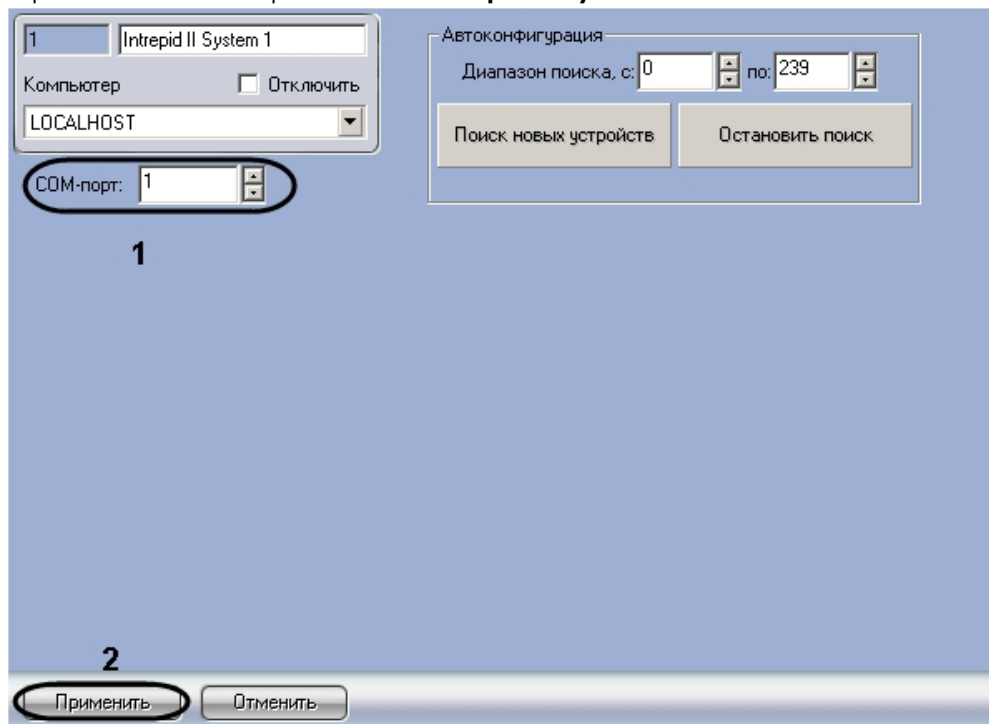 1
Intrepid II System 1
Компьютер
Отключить
LOCALHOST
COM-порт: 1
1
Автоконфигурация
Диапазон поиска, с: 0 по: 239
Поиск новых устройств
Остановить поиск
2
Применить
Отменить